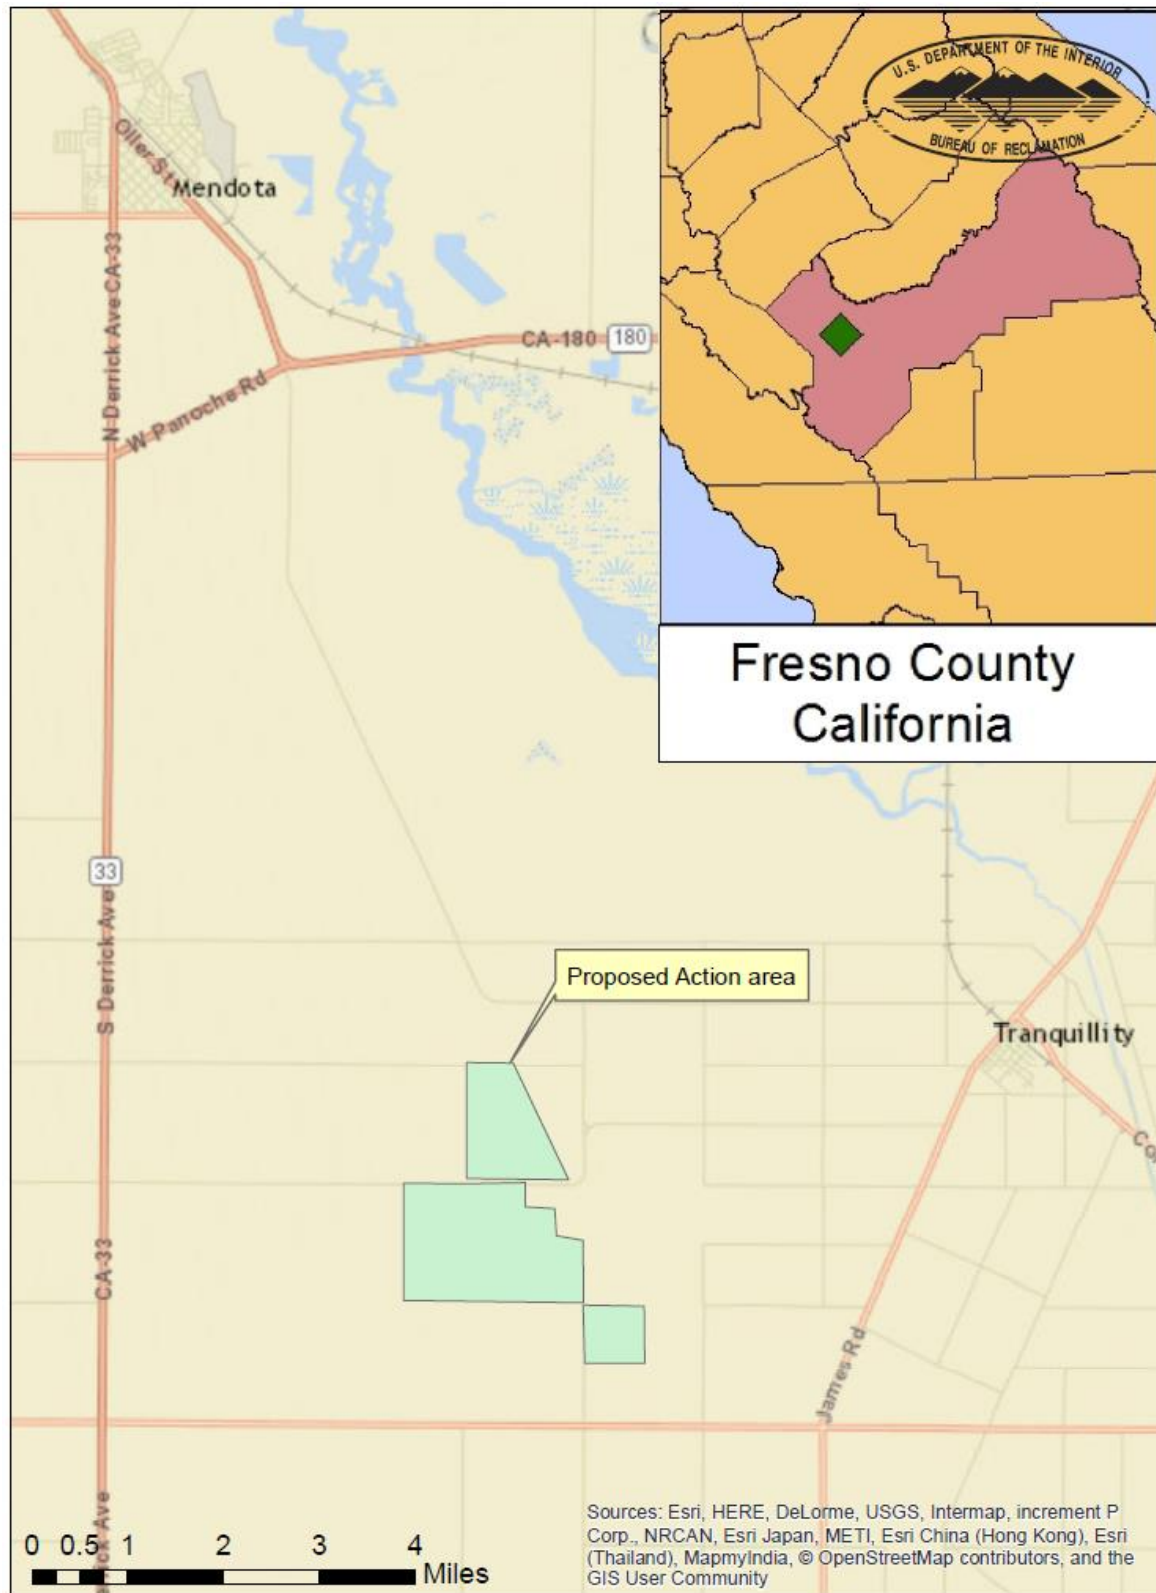 U.S. DEPARTMENT OF THE INTERIOR
BUREAU OF RECLAMATION
Oller St
Mendota
N Derrick Ave CA-33
CA-180
180
W Panoche Rd
Fresno County
California
33
S Derrick Ave
Proposed Action area
Tranquillity
CA-33
James Rd
0 0.5 1 2 3 4
Miles
Sources: Esri, HERE, DeLorme, USGS, Intermap, increment P
Corp., NRCAN, Esri Japan, METI, Esri China (Hong Kong), Esri
(Thailand), MapmyIndia, © OpenStreetMap contributors, and the
GIS User Community